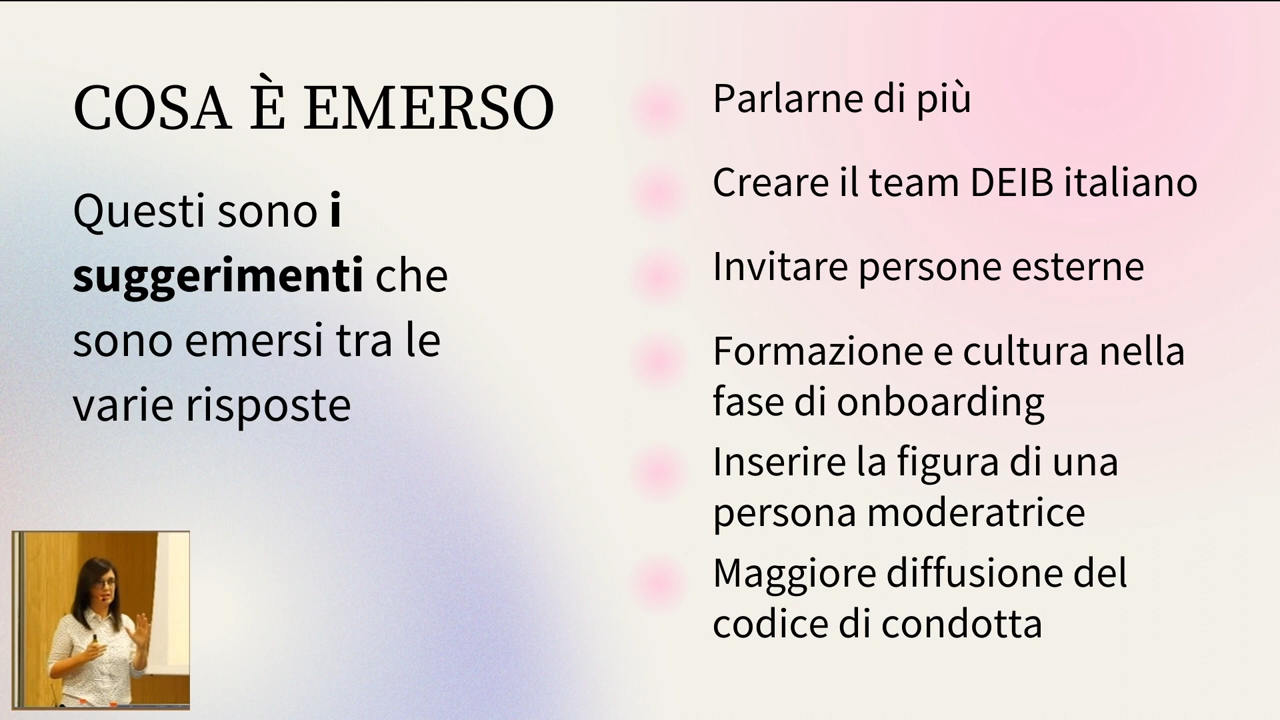 COSA È EMERSO
Questi sono i
suggerimenti che
sono emersi tra le
varie risposte
Parlarne di più
Creare il team DEIB italiano
Invitare persone esterne
Formazione e cultura nella
fase di onboarding
Inserire la figura di una
persona moderatrice
Maggiore diffusione del
codice di condotta